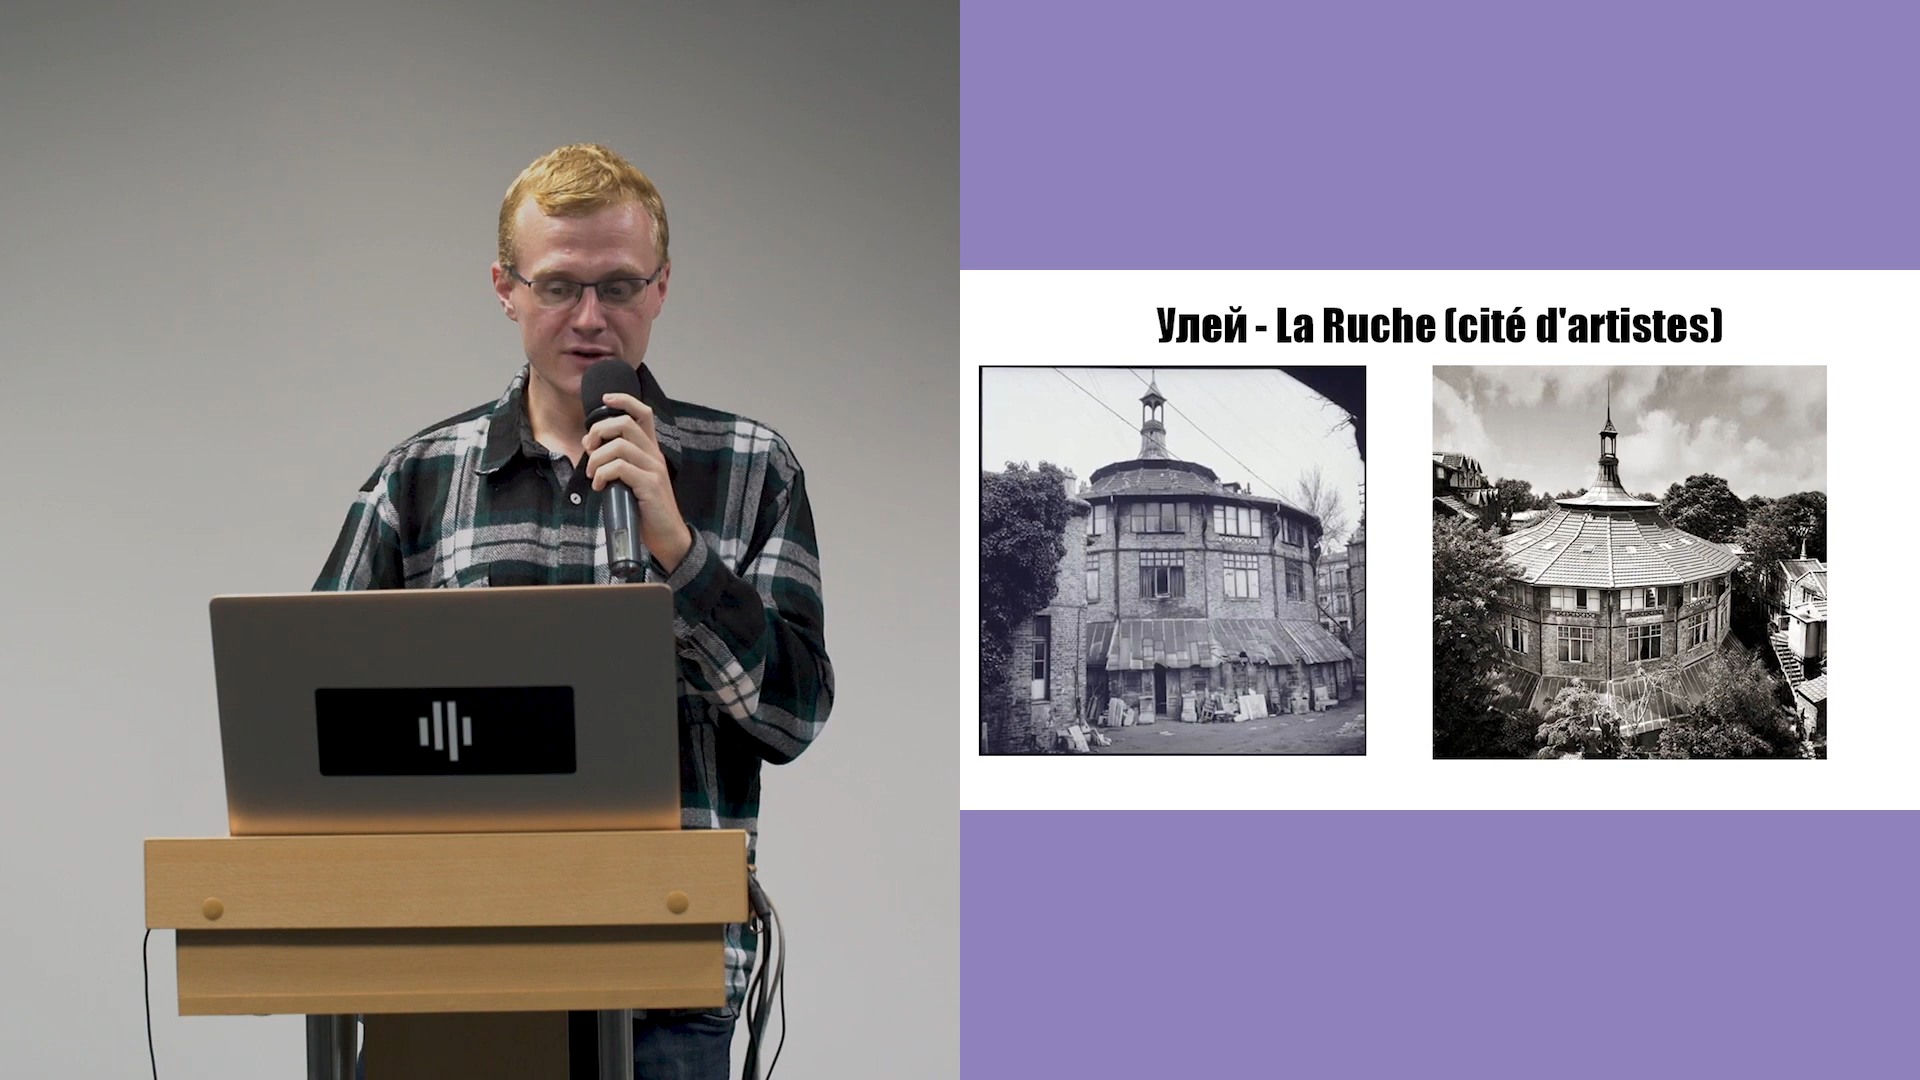 Улей - La Ruche (cité d'artistes)